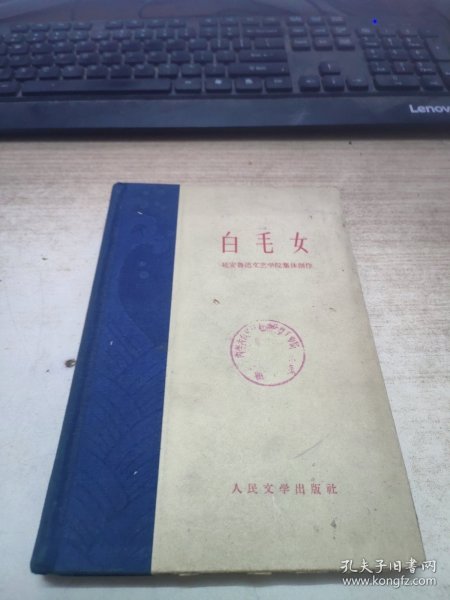 Lenovo
白毛女
延安鲁迅文艺学院集体创作
人民文学出版社
孔夫子旧书网
www.kongfz.com